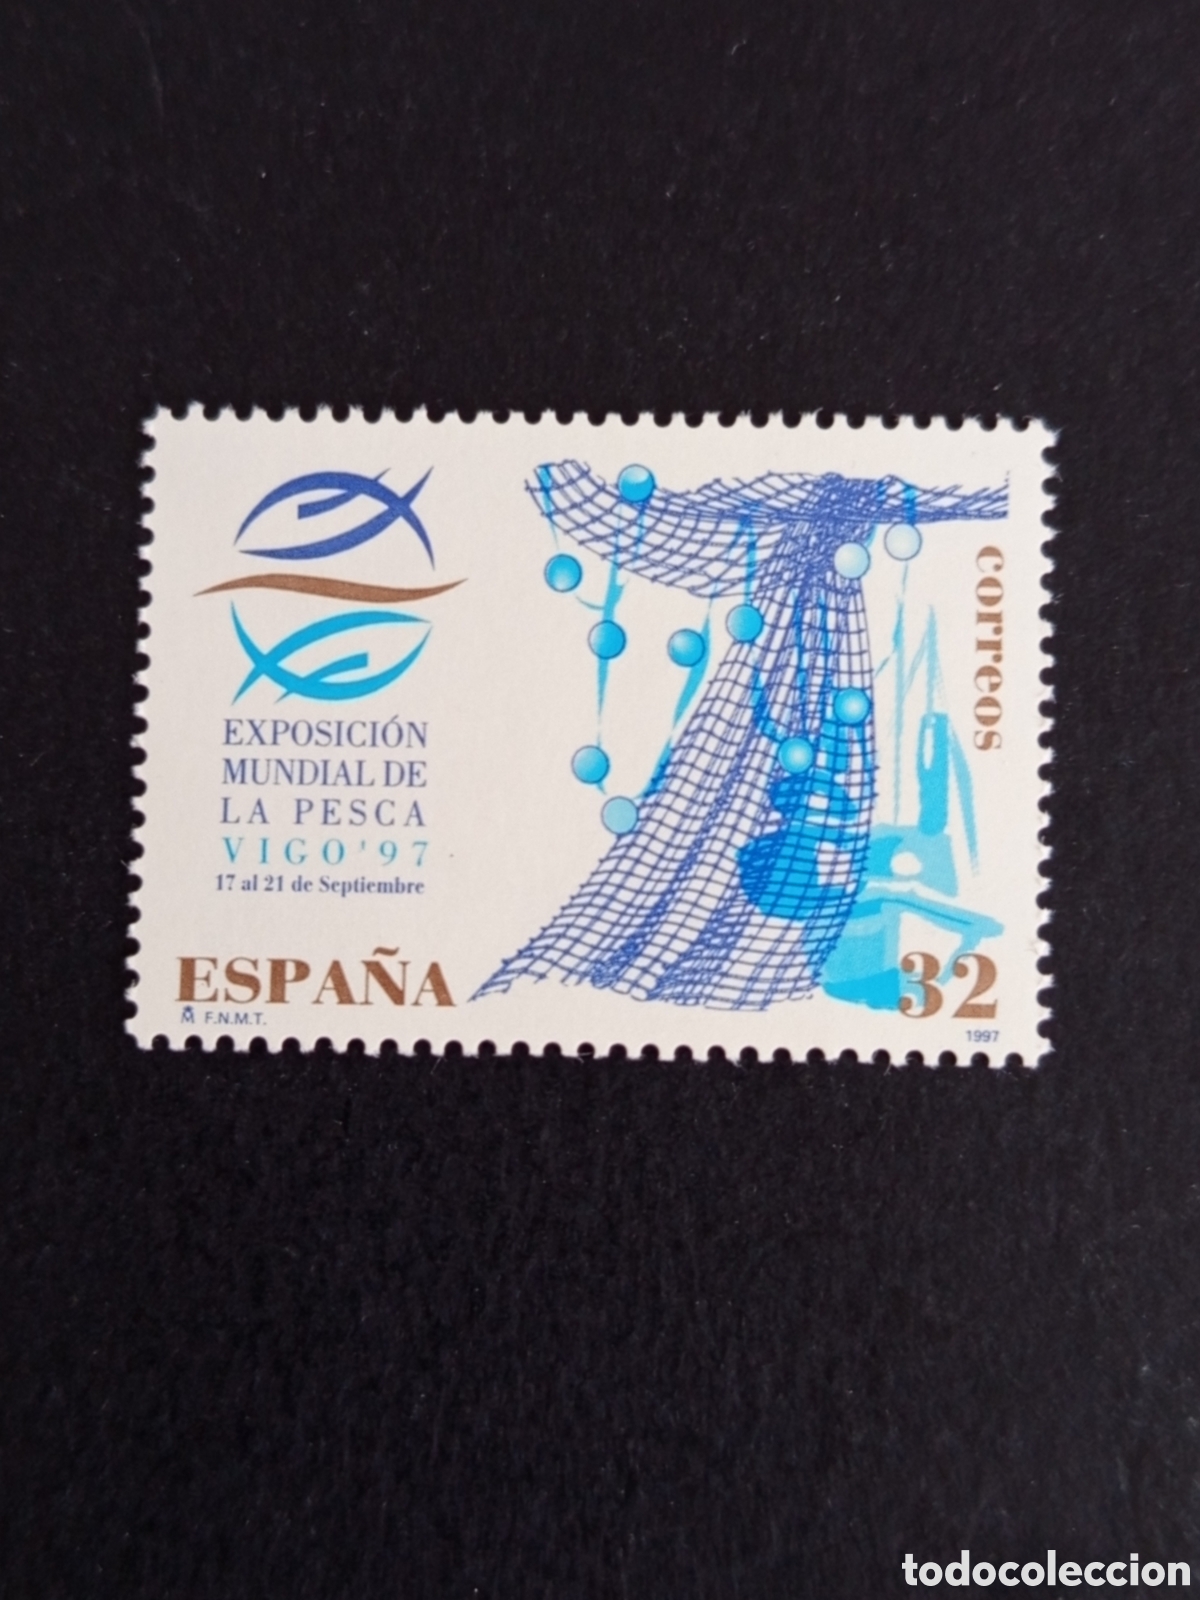 EXPOSICIÓN
MUNDIAL DE
LA PESCA
VIGO'97
17 al 21 de Septiembre
ESPAÑA
M F.N.M.T.
correos
32
1997
todocoleccion